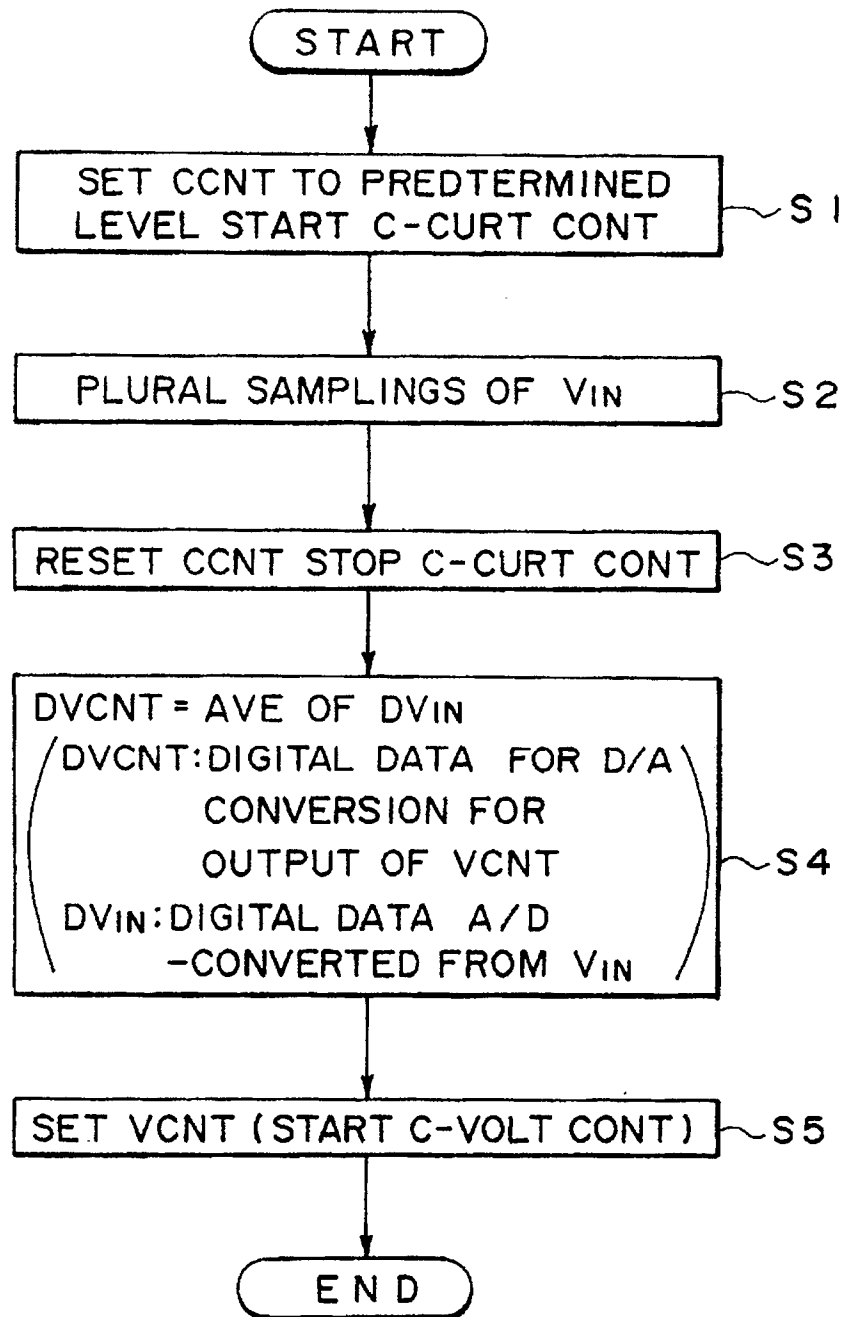 START
SET CCNT TO PREDTERMINED
LEVEL START C-CURT CONT
S1
PLURAL SAMPLINGS OF VIN
S2
RESET CCNT STOP C-CURT CONT
S3
DVCNT = AVE OF DVIN
(DVCNT:DIGITAL DATA FOR D/A
CONVERSION FOR
OUTPUT OF VCNT
DVIN:DIGITAL DATA A/D
-CONVERTED FROM VIN)
S4
SET VCNT (START C-VOLT CONT)
S5
END